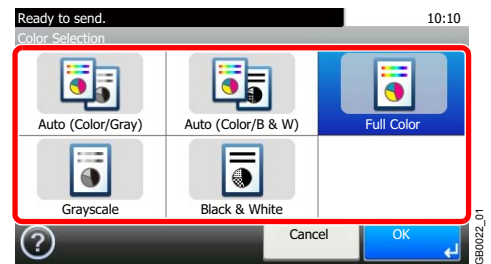 Ready to send. 10:10
Color Selection
Auto (Color/Gray) Auto (Color/B & W) Full Color
Grayscale Black & White
? Cancel OK
GB0022_01